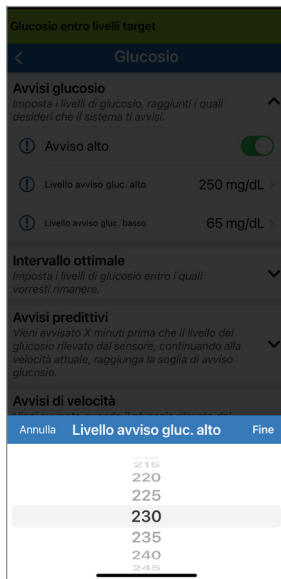 Glucosio entro livelli target
Glucosio
Avvisi glucosio
Imposta i livelli di glucosio, raggiunti i quali
desideri che il sistema ti avvisi.
Avviso alto
Livello avviso gluc. alto 250 mg/dL
Livello avviso gluc. basso 65 mg/dL
Intervallo ottimale
Imposta i livelli di glucosio entro i quali
vorresti rimanere.
Avvisi predittivi
Vieni avvisato X minuti prima che il livello del
glucosio rilevato dal sensore, continuando alla
velocità attuale, raggiunga la soglia di avviso
glucosio.
Avvisi di velocità
Annulla Livello avviso gluc. alto Fine
215
220
225
230
235
240
245